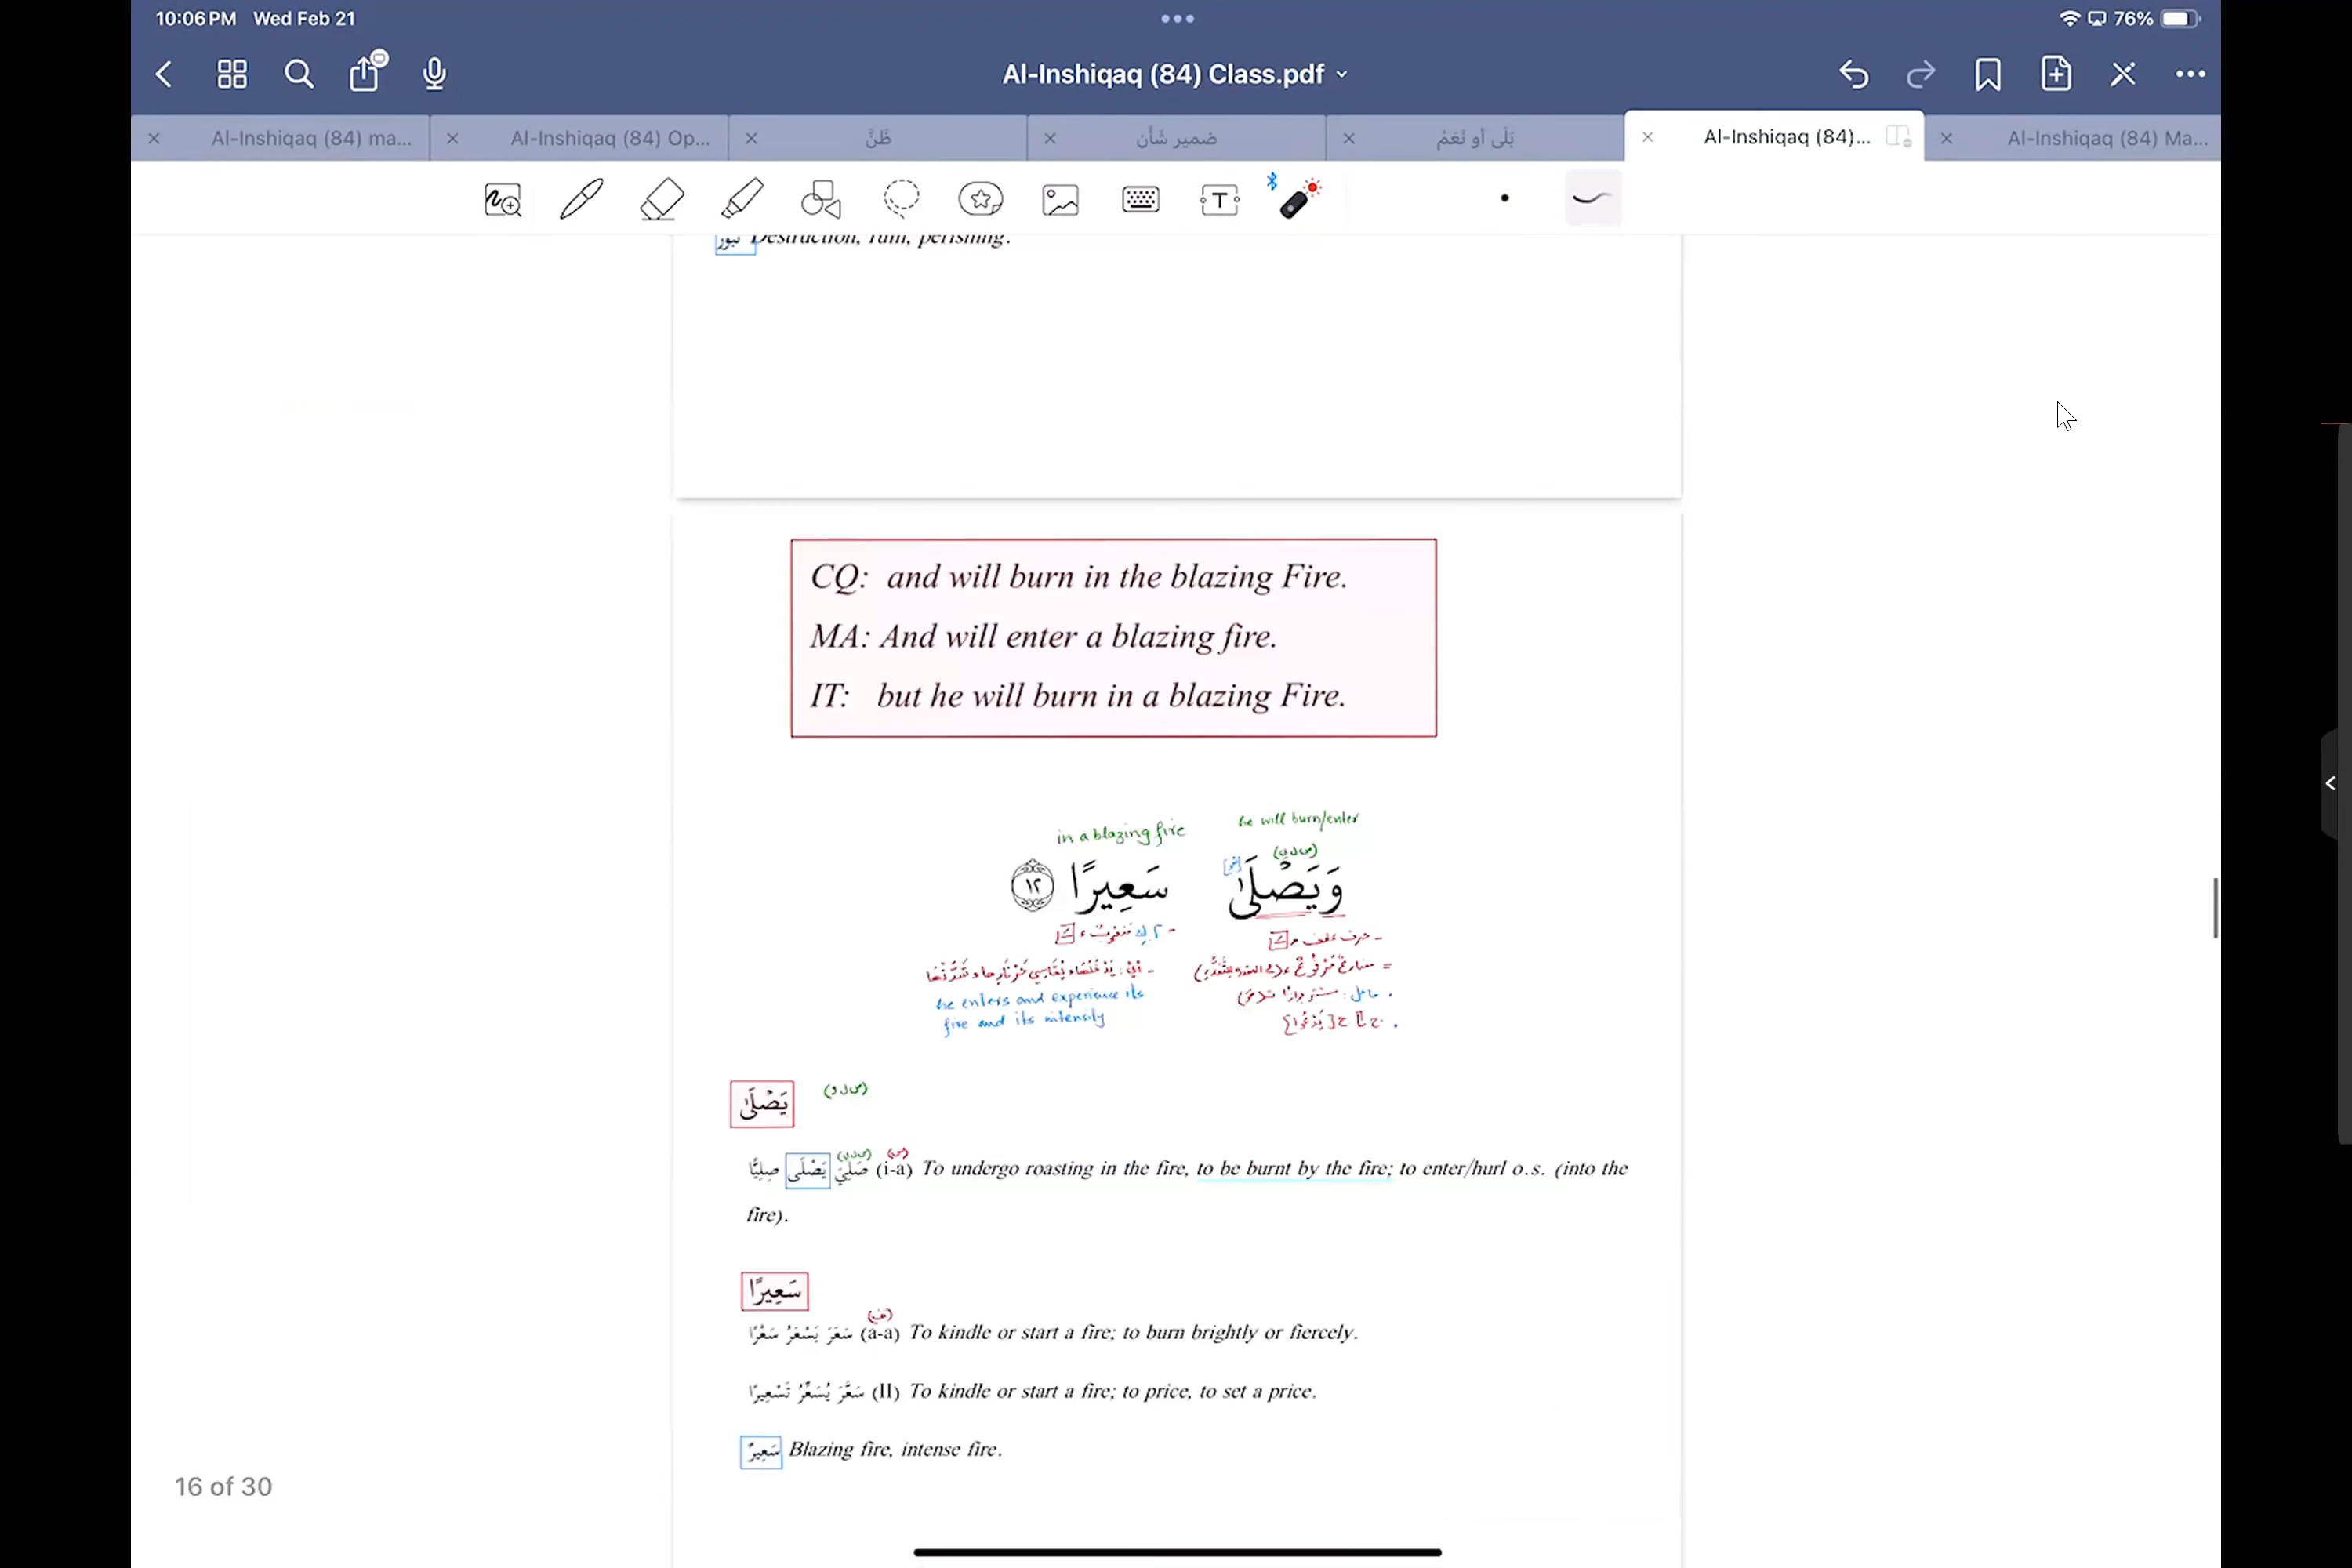 10:06 PM Wed Feb 21
76%
Al-Inshiqaq (84) Class.pdf
Al-Inshiqaq (84) ma...
Al-Inshiqaq (84) Op...
ظَنَّ
ضمير شَأْن
بَلَى أو نَعَمْ
Al-Inshiqaq (84)...
Al-Inshiqaq (84) Ma...
ثُبُورٌ Destruction, ruin, perishing.
CQ: and will burn in the blazing Fire.
MA: And will enter a blazing fire.
IT: but he will burn in a blazing Fire.
he will burn/enter
in a blazing fire
(ص ل ي)
وَيَصْلَىٰ سَعِيرًا ١٢
- حرف عطف
he enters and experience its
fire and its intensity
يَصْلَىٰ (ص ل و)
(ص ل ي) (س)
صَلِيَ يَصْلَى صِلِيًّا (i-a) To undergo roasting in the fire, to be burnt by the fire; to enter/hurl o.s. (into the
fire).
سَعِيرًا
(ف)
سَعَرَ يَسْعَرُ سَعْرًا (a-a) To kindle or start a fire; to burn brightly or fiercely.
سَعَّرَ يُسَعِّرُ تَسْعِيرًا (II) To kindle or start a fire; to price, to set a price.
سَعِيرٌ Blazing fire, intense fire.
16 of 30